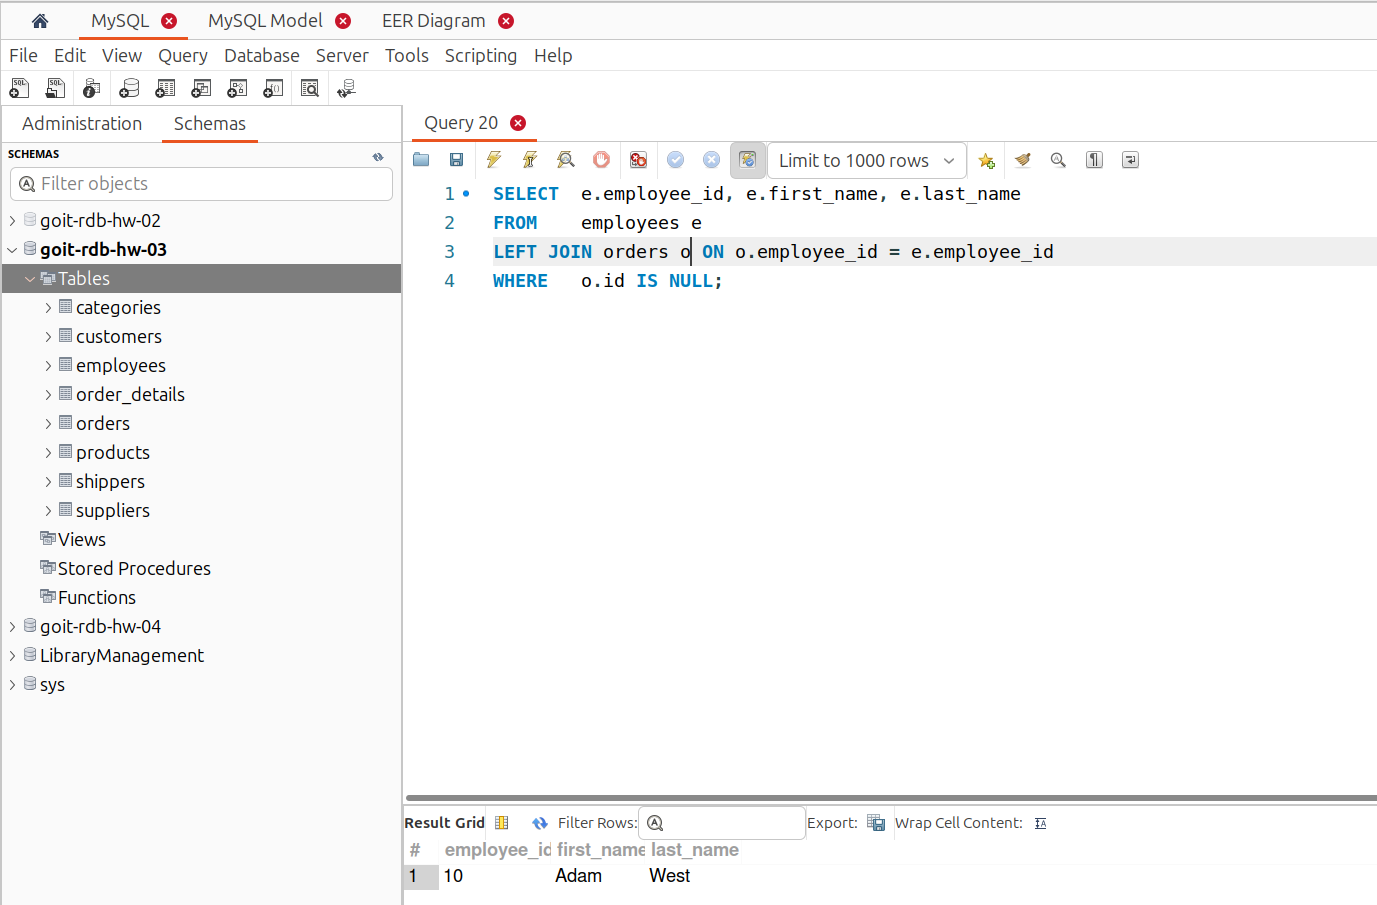 MySQL MySQL Model EER Diagram
File Edit View Query Database Server Tools Scripting Help
Administration Schemas
SCHEMAS
Filter objects
goit-rdb-hw-02
goit-rdb-hw-03
Tables
categories
customers
employees
order_details
orders
products
shippers
suppliers
Views
Stored Procedures
Functions
goit-rdb-hw-04
LibraryManagement
sys
Query 20
Limit to 1000 rows
1 SELECT e.employee_id, e.first_name, e.last_name
2 FROM employees e
3 LEFT JOIN orders o ON o.employee_id = e.employee_id
4 WHERE o.id IS NULL;
Result Grid Filter Rows: Export: Wrap Cell Content:
# employee_id first_name last_name
1 10 Adam West